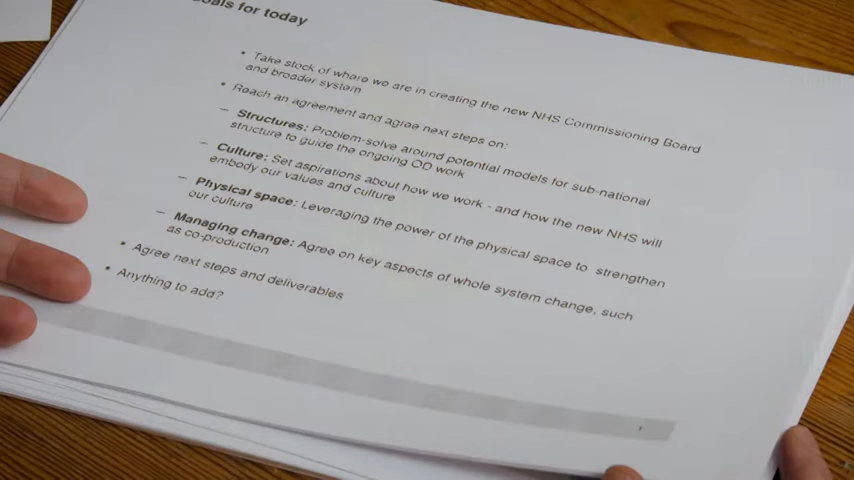 Goals for today
• Take stock of where we are in creating the new NHS Commissioning Board
and broader system
• Reach an agreement and agree next steps on:
– Structures: Problem-solve around potential models for sub-national
structure to guide the ongoing OD work
– Culture: Set aspirations about how we work - and how the new NHS will
embody our values and culture
– Physical space: Leveraging the power of the physical space to strengthen
our culture
– Managing change: Agree on key aspects of whole system change, such
as co-production
• Agree next steps and deliverables
• Anything to add?